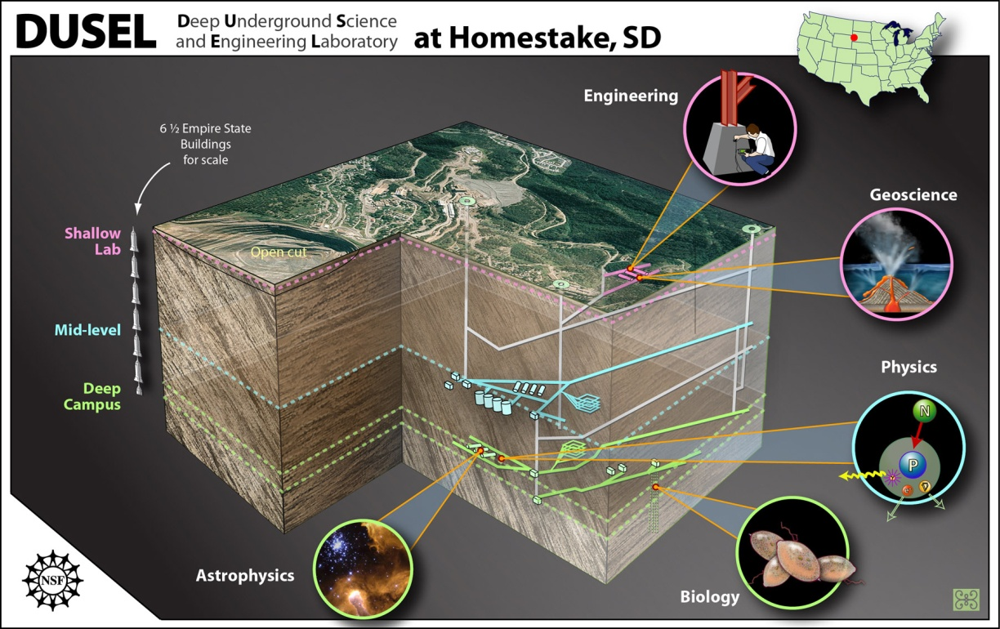 DUSEL
Deep Underground Science
and Engineering Laboratory
at Homestake, SD
Engineering
6 ½ Empire State
Buildings
for scale
Geoscience
Shallow
Lab
Open cut
Mid-level
Physics
Deep
Campus
N
P
Astrophysics
NSF
Biology